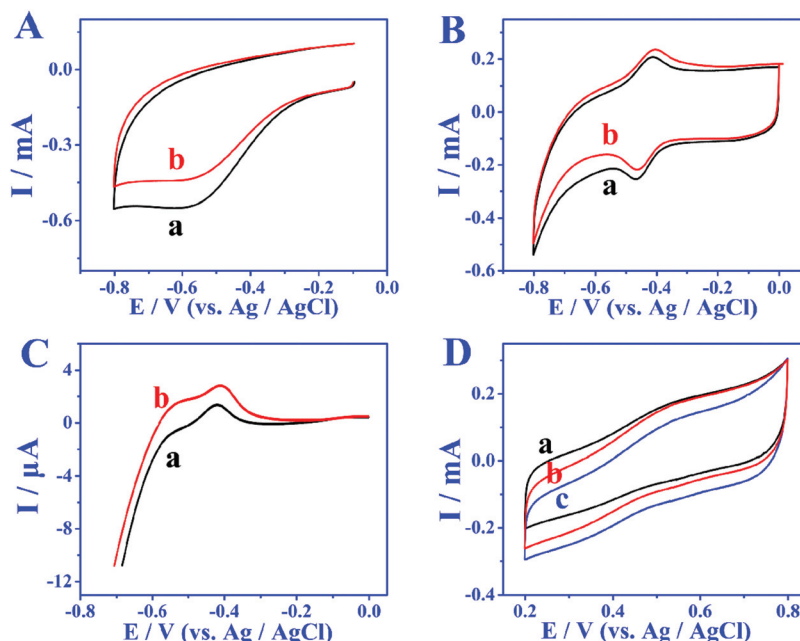 A
I / mA
0.0
-0.3
-0.6
b
a
-0.8
-0.6
-0.4
-0.2
0.0
E / V (vs. Ag / AgCl)
B
I / mA
0.2
0.0
-0.2
-0.4
-0.6
b
a
-0.8
-0.6
-0.4
-0.2
0.0
E / V (vs. Ag / AgCl)
C
I / μA
4
0
-4
-8
-12
b
a
-0.8
-0.6
-0.4
-0.2
0.0
E / V (vs. Ag / AgCl)
D
I / mA
0.2
0.0
-0.2
-0.4
a
b
c
0.2
0.4
0.6
0.8
E / V (vs. Ag / AgCl)